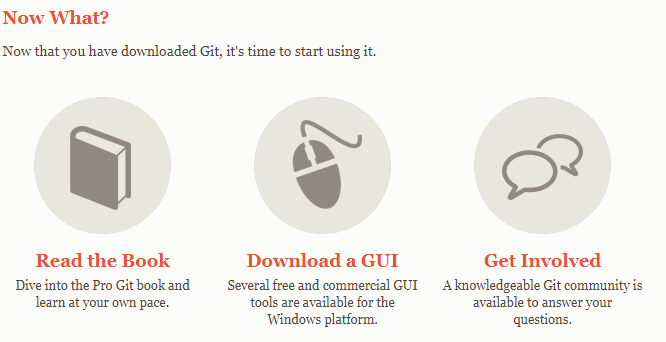 Now What?
Now that you have downloaded Git, it's time to start using it.
Read the Book
Dive into the Pro Git book and
learn at your own pace.
Download a GUI
Several free and commercial GUI
tools are available for the
Windows platform.
Get Involved
A knowledgeable Git community is
available to answer your
questions.